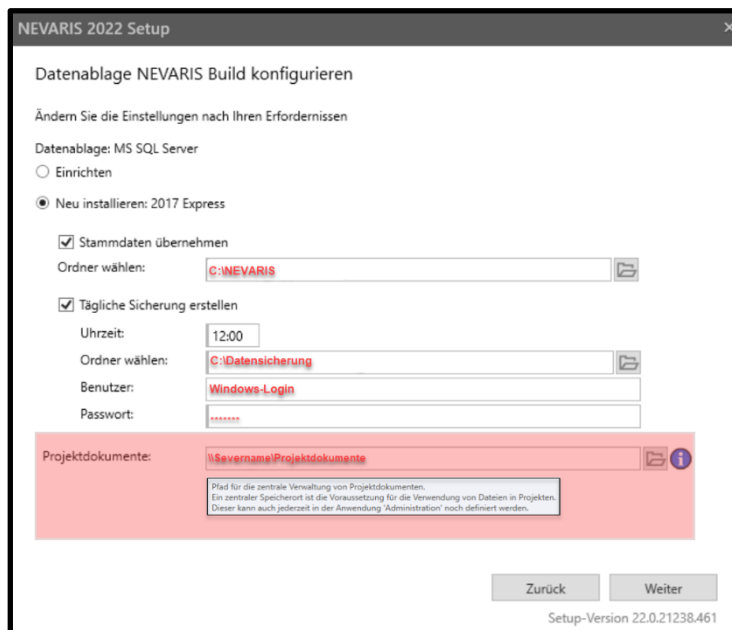 NEVARIS 2022 Setup
Datenablage NEVARIS Build konfigurieren
Ändern Sie die Einstellungen nach Ihren Erfordernissen
Datenablage: MS SQL Server
Einrichten
Neu installieren: 2017 Express
Stammdaten übernehmen
Ordner wählen: C:\NEVARIS
Tägliche Sicherung erstellen
Uhrzeit: 12:00
Ordner wählen: C:\Datensicherung
Benutzer: Windows-Login
Passwort: .......
Projektdokumente: \\Severname\Projektdokumente
Pfad für die zentrale Verwaltung von Projektdokumenten.
Ein zentraler Speicherort ist die Voraussetzung für die Verwendung von Dateien in Projekten.
Dieser kann auch jederzeit in der Anwendung 'Administration' noch definiert werden.
Zurück Weiter
Setup-Version 22.0.21238.461